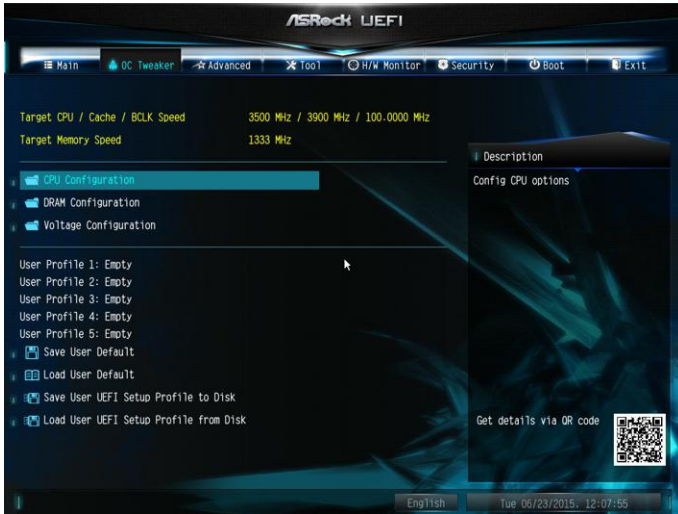 ASRock UEFI
Main OC Tweaker Advanced Tool H/W Monitor Security Boot Exit
Target CPU / Cache / BCLK Speed 3500 MHz / 3900 MHz / 100.0000 MHz
Target Memory Speed 1333 MHz
Description
CPU Configuration
Config CPU options
DRAM Configuration
Voltage Configuration
User Profile 1: Empty
User Profile 2: Empty
User Profile 3: Empty
User Profile 4: Empty
User Profile 5: Empty
Save User Default
Load User Default
Save User UEFI Setup Profile to Disk
Load User UEFI Setup Profile from Disk
Get details via QR code
English Tue 06/23/2015. 12:07:55